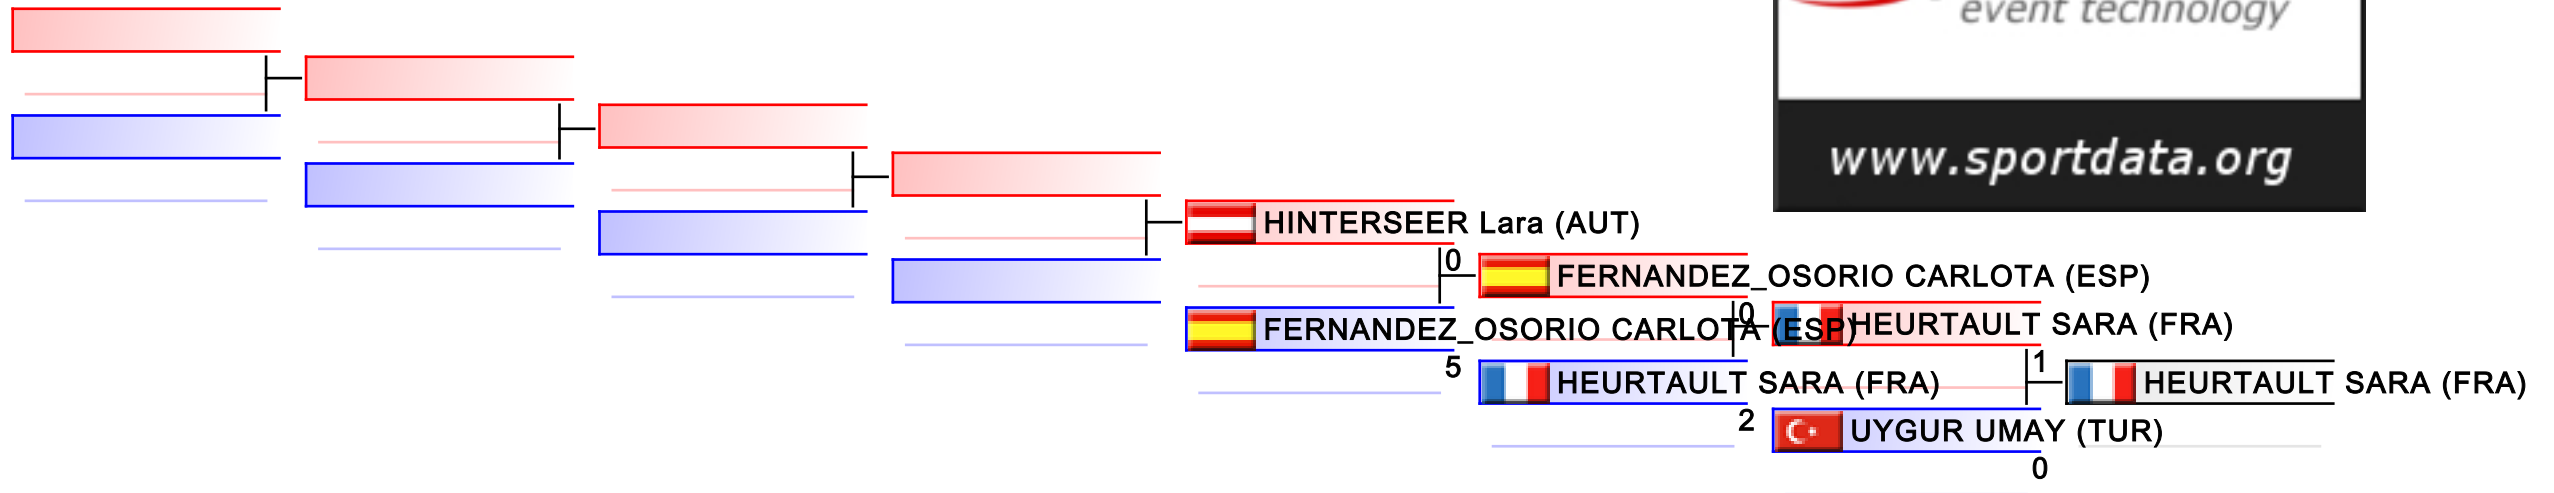 event technology
www.sportdata.org
HINTERSEER Lara (AUT)
0
FERNANDEZ_OSORIO CARLOTA (ESP)
FERNANDEZ_OSORIO CARLOTA (ESP)
0
HEURTAULT SARA (FRA)
5
HEURTAULT SARA (FRA)
1
HEURTAULT SARA (FRA)
2
UYGUR UMAY (TUR)
0